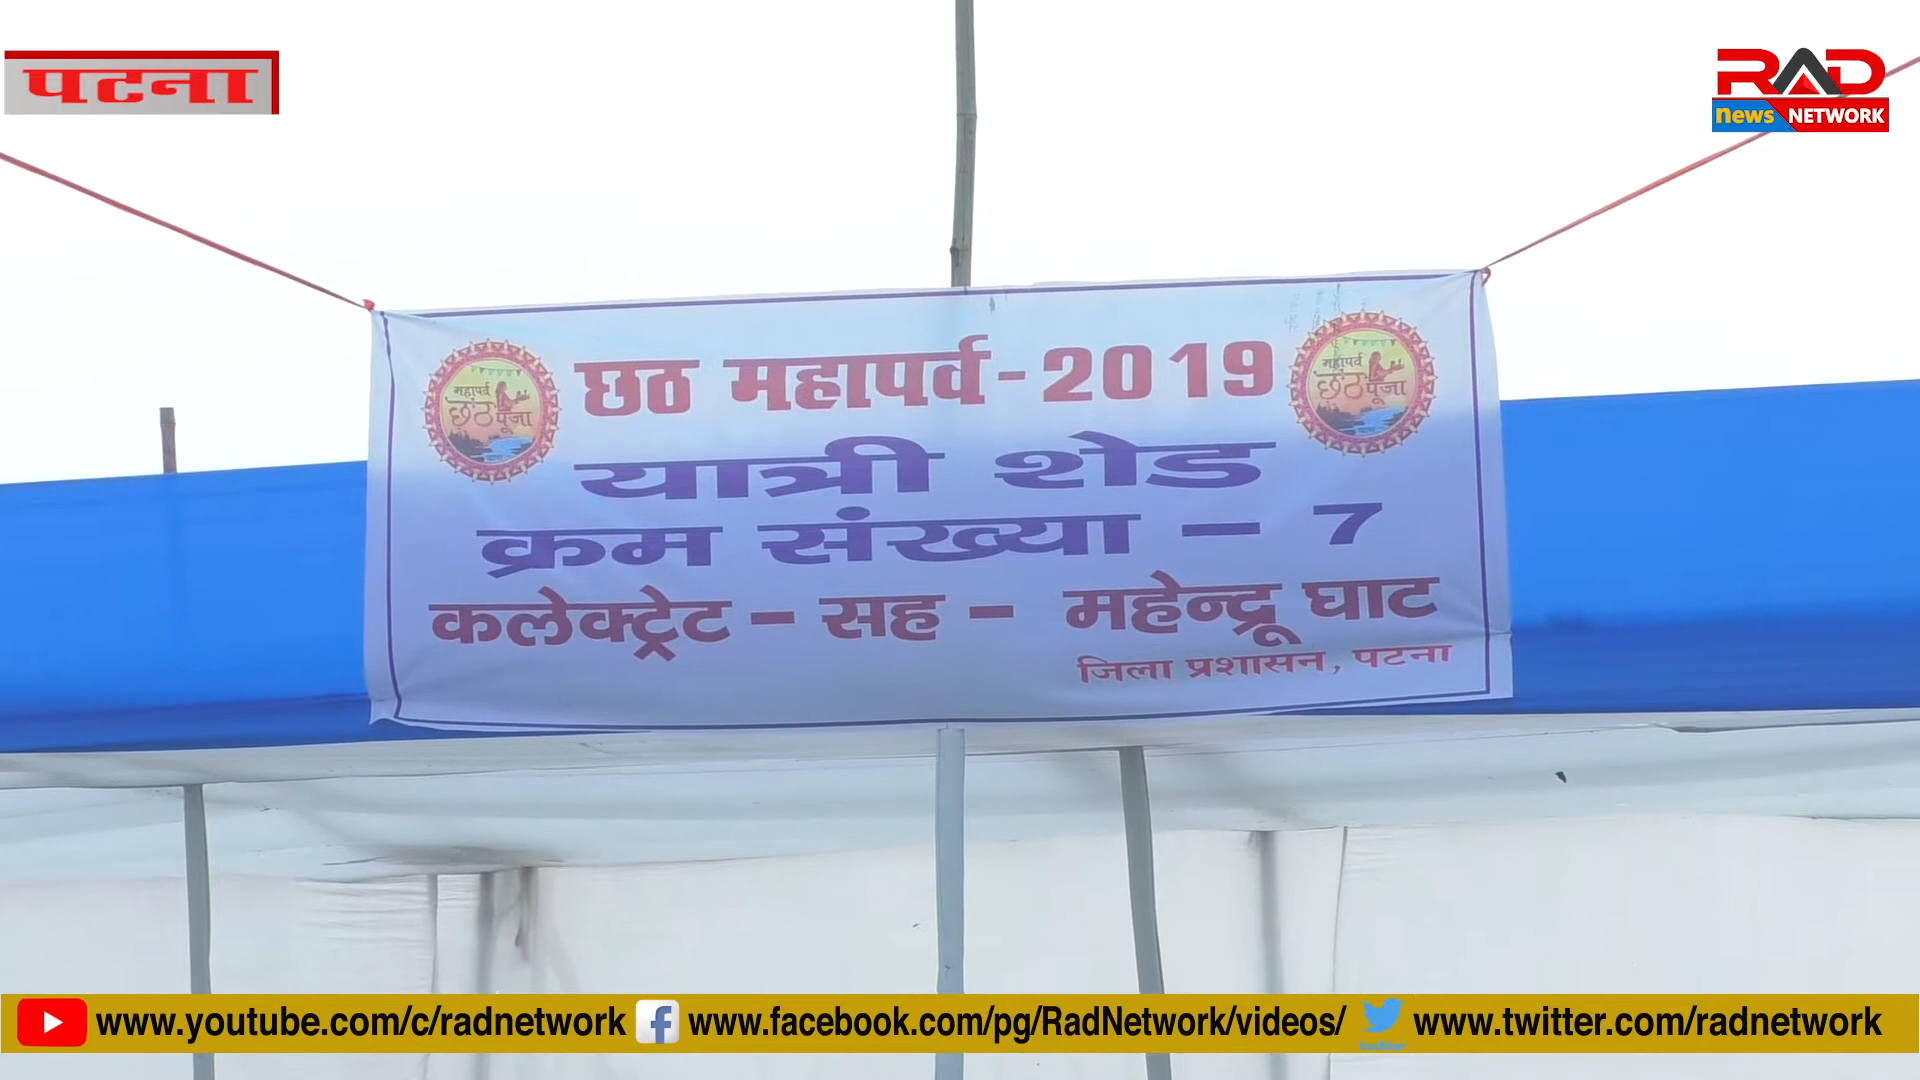 पटना
RAD
news NETWORK
छठ महापर्व - 2019
महापर्व
छठ पूजा
महापर्व
छठ पूजा
यात्री शेड
क्रम संख्या - 7
कलेक्ट्रेट - सह - महेन्द्रू घाट
जिला प्रशासन, पटना
www.youtube.com/c/radnetwork f www.facebook.com/pg/RadNetwork/videos/ www.twitter.com/radnetwork
twitter